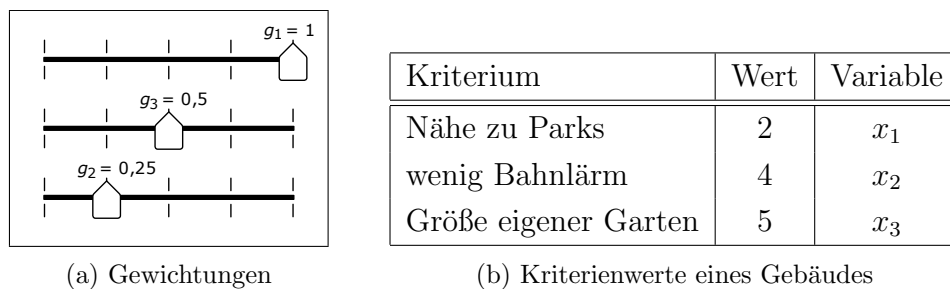 g₁ = 1
g₃ = 0,5
g₂ = 0,25
(a) Gewichtungen
Kriterium Wert Variable
Nähe zu Parks 2 x₁
wenig Bahnlärm 4 x₂
Größe eigener Garten 5 x₃
(b) Kriterienwerte eines Gebäudes